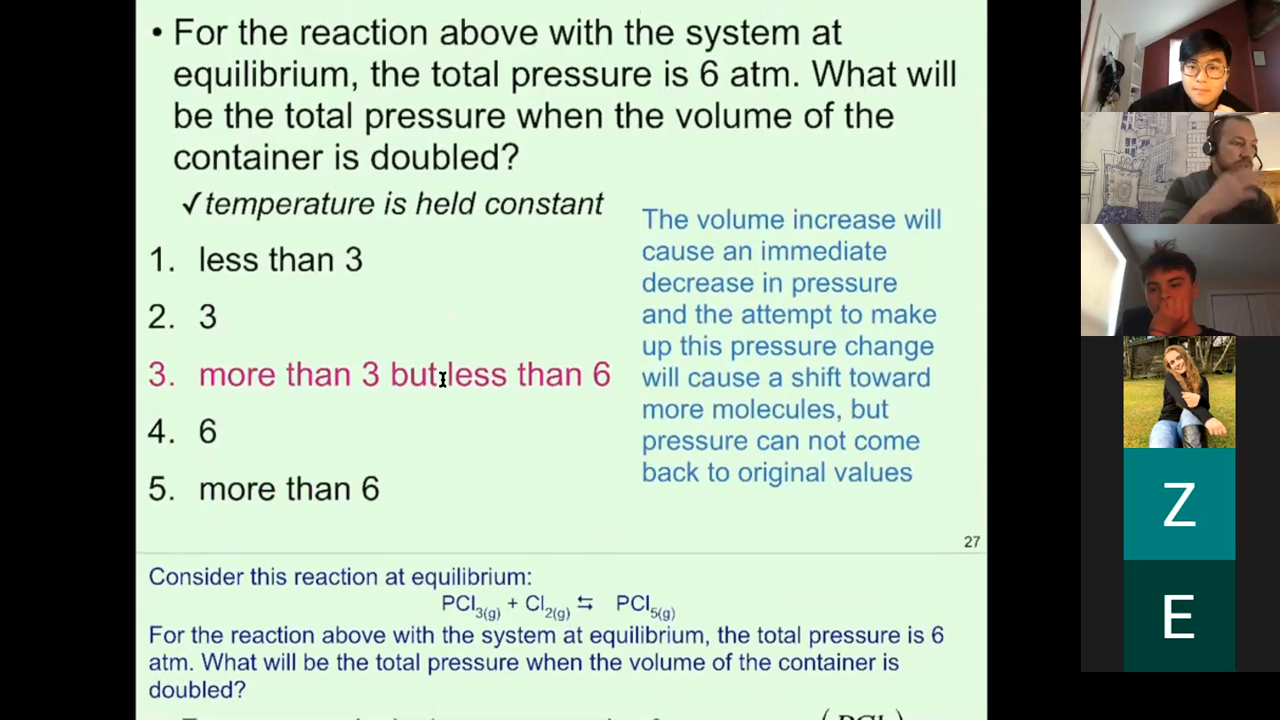 • For the reaction above with the system at
equilibrium, the total pressure is 6 atm. What will
be the total pressure when the volume of the
container is doubled?
✓temperature is held constant
1. less than 3
2. 3
3. more than 3 but less than 6
4. 6
5. more than 6
The volume increase will
cause an immediate
decrease in pressure
and the attempt to make
up this pressure change
will cause a shift toward
more molecules, but
pressure can not come
back to original values
27
Consider this reaction at equilibrium:
PCl3(g) + Cl2(g) ⇆ PCl5(g)
For the reaction above with the system at equilibrium, the total pressure is 6
atm. What will be the total pressure when the volume of the container is
doubled?
Z
E